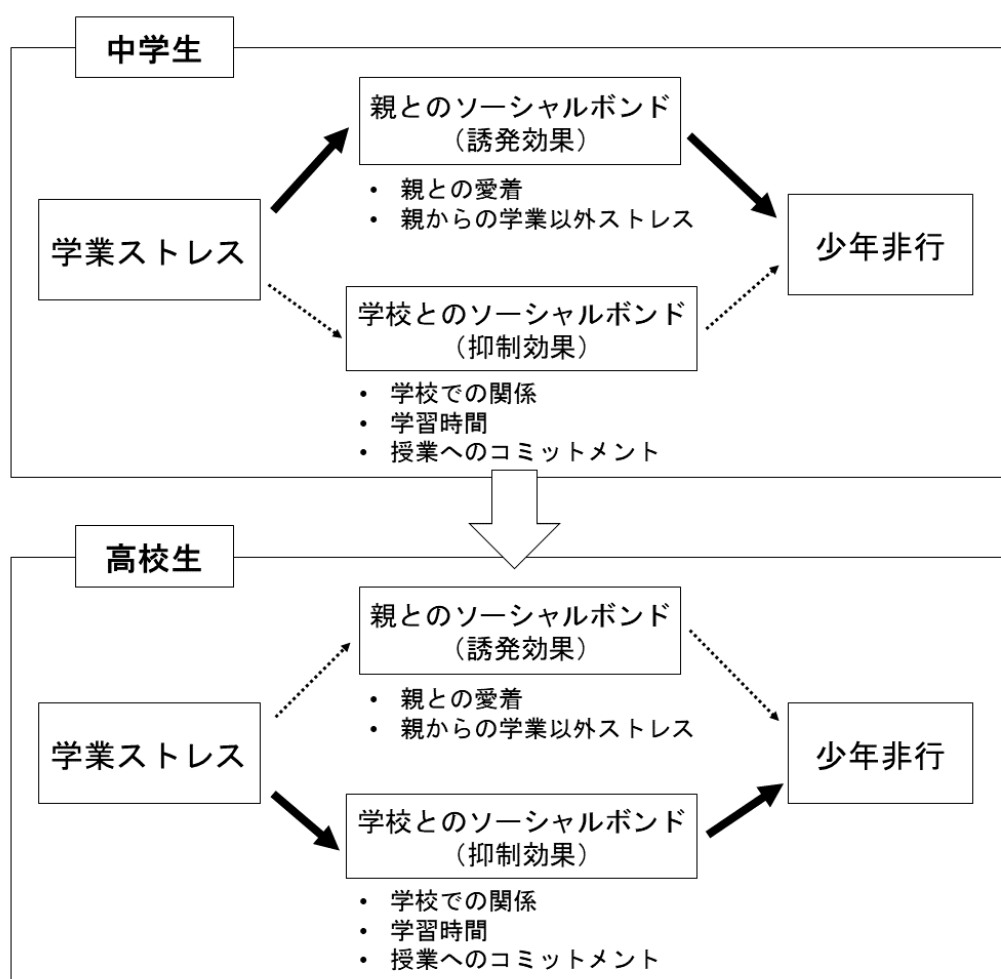 中学生
親とのソーシャルボンド
（誘発効果）
• 親との愛着
• 親からの学業以外ストレス
学業ストレス
少年非行
学校とのソーシャルボンド
（抑制効果）
• 学校での関係
• 学習時間
• 授業へのコミットメント
高校生
親とのソーシャルボンド
（誘発効果）
• 親との愛着
• 親からの学業以外ストレス
学業ストレス
少年非行
学校とのソーシャルボンド
（抑制効果）
• 学校での関係
• 学習時間
• 授業へのコミットメント